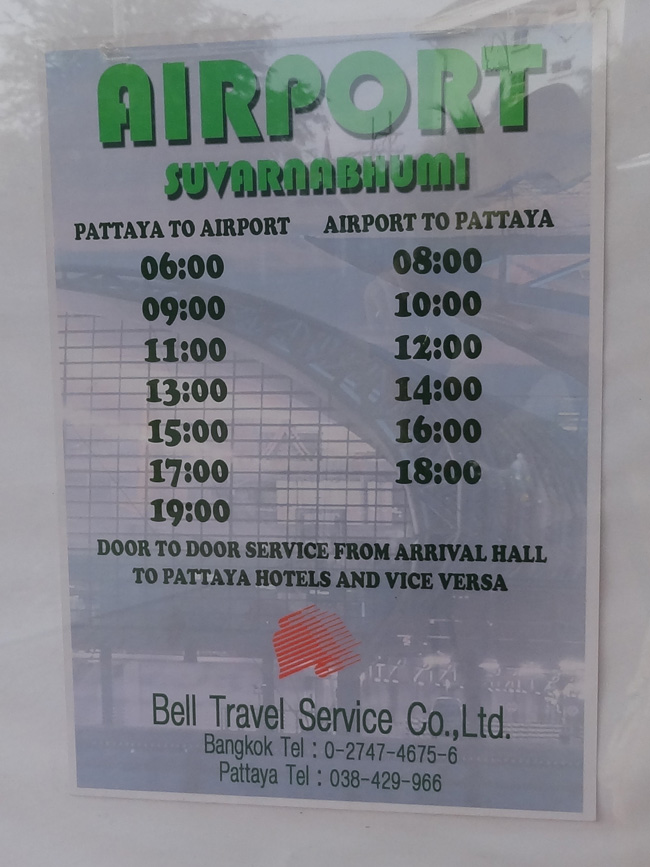 AIRPORT
SUVARNABHUMI
PATTAYA TO AIRPORT AIRPORT TO PATTAYA
06:00 08:00
09:00 10:00
11:00 12:00
13:00 14:00
15:00 16:00
17:00 18:00
19:00
DOOR TO DOOR SERVICE FROM ARRIVAL HALL
TO PATTAYA HOTELS AND VICE VERSA
Bell Travel Service Co.,Ltd.
Bangkok Tel : 0-2747-4675-6
Pattaya Tel : 038-429-966